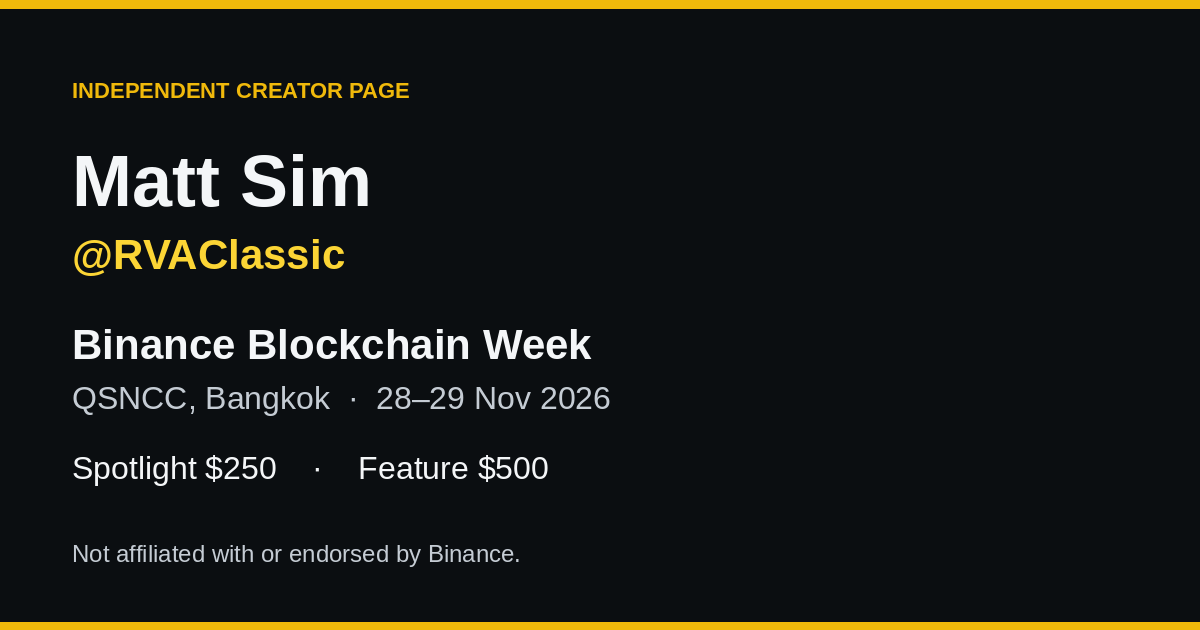 INDEPENDENT CREATOR PAGE
Matt Sim
@RVAClassic
Binance Blockchain Week
QSNCC, Bangkok · 28–29 Nov 2026
Spotlight $250 · Feature $500
Not affiliated with or endorsed by Binance.